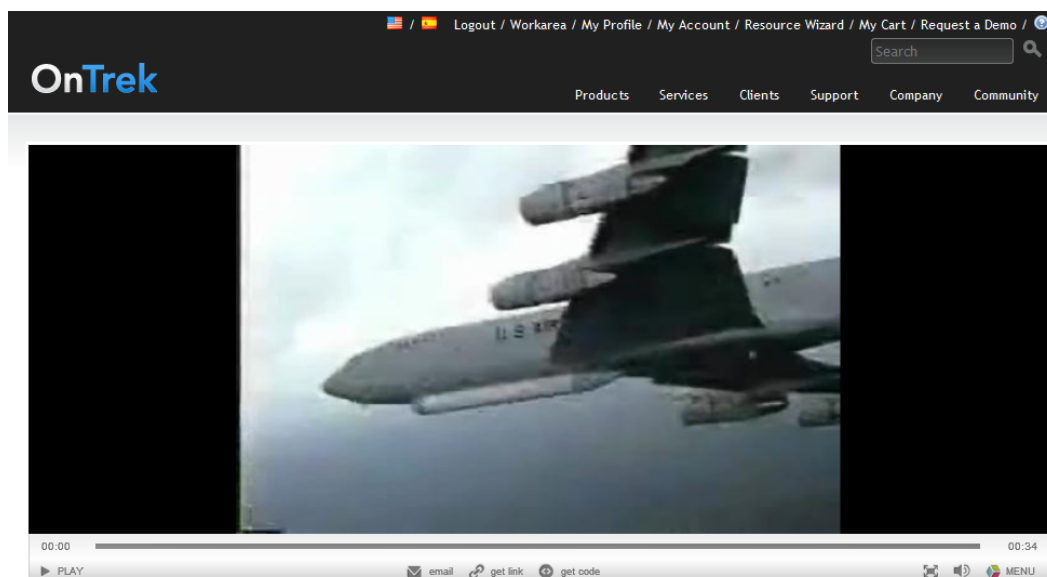 / Logout / Workarea / My Profile / My Account / Resource Wizard / My Cart / Request a Demo /
Search
OnTrek
Products Services Clients Support Company Community
U S AIR
00:00 00:34
PLAY email get link get code MENU